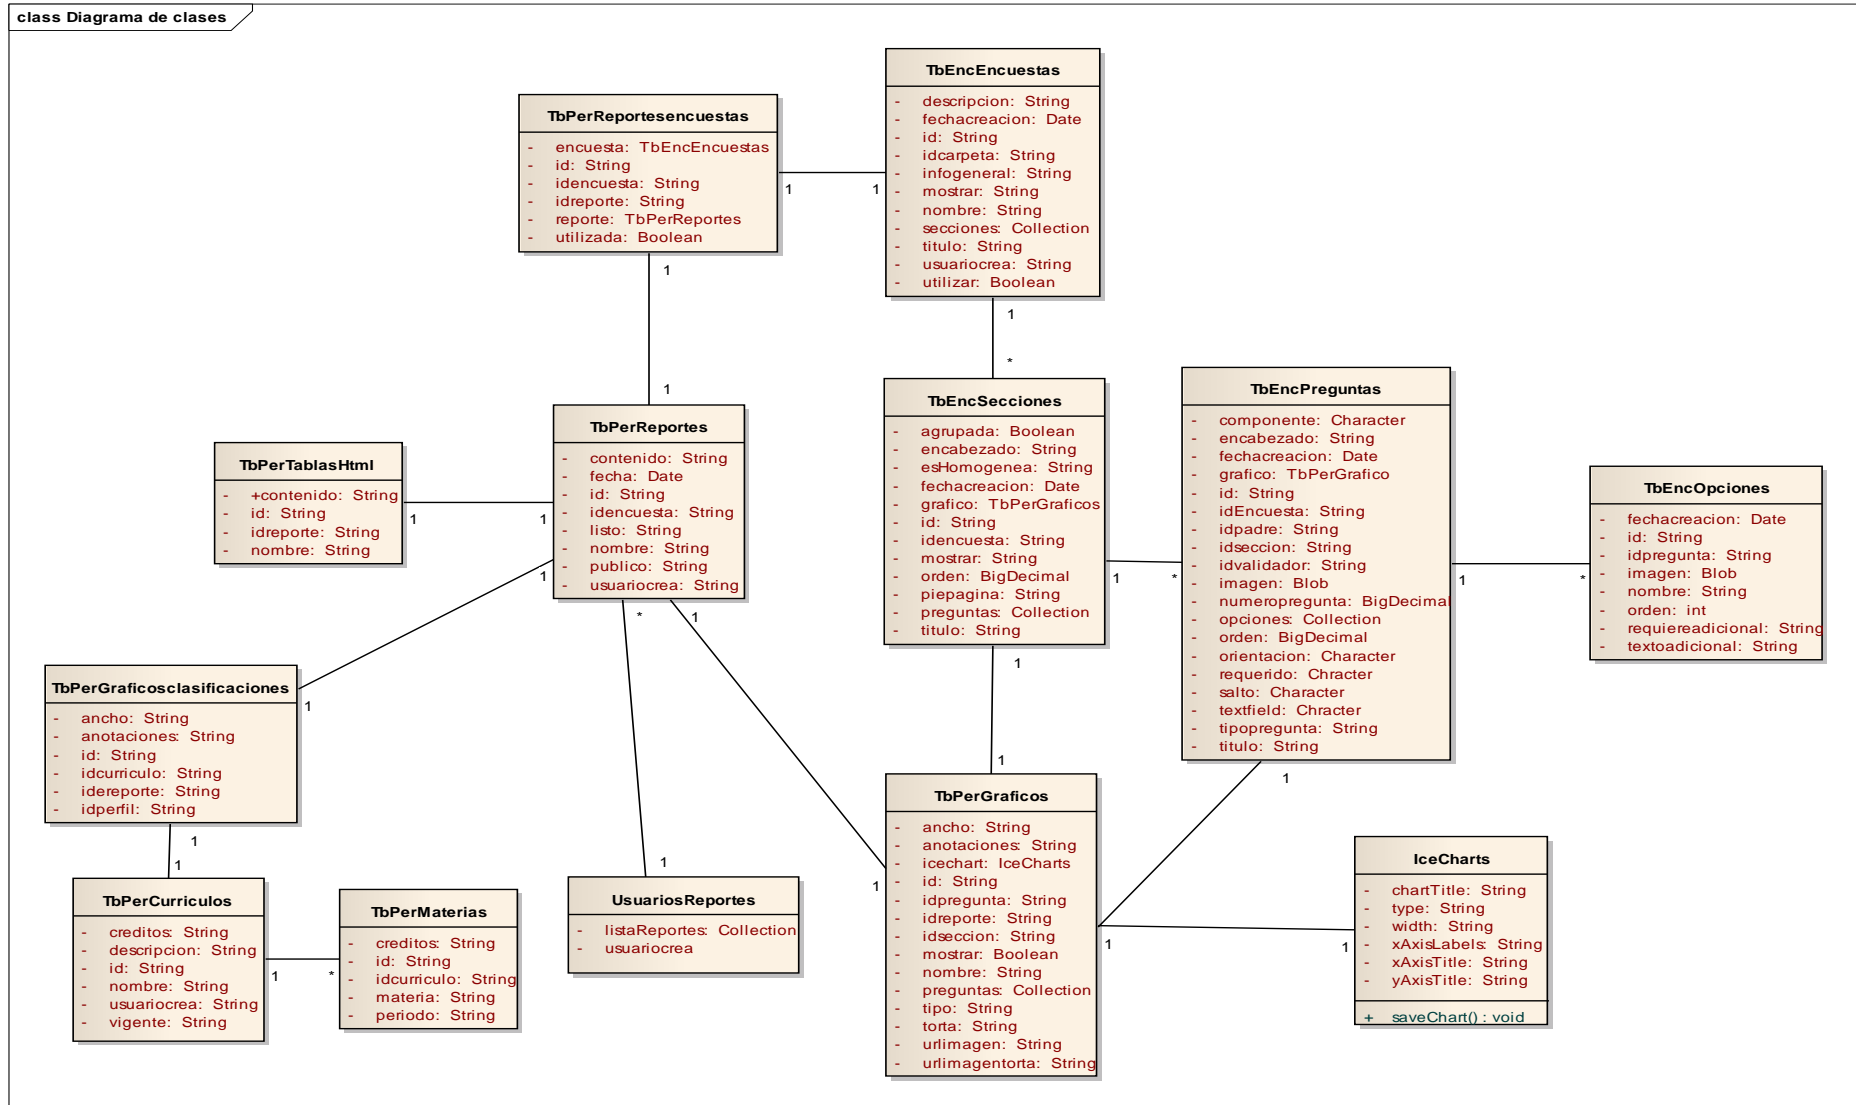 class Diagrama de clases
TbEncEncuestas
- descripcion: String
- fechacreacion: Date
- id: String
- idcarpeta: String
- infogeneral: String
- mostrar: String
- nombre: String
- secciones: Collection
- titulo: String
- usuariocrea: String
- utilizar: Boolean
TbPerReportesencuestas
- encuesta: TbEncEncuestas
- id: String
- idencuesta: String
- idreporte: String
- reporte: TbPerReportes
- utilizada: Boolean
1
1
1
1
1
*
TbPerReportes
- contenido: String
- fecha: Date
- id: String
- idencuesta: String
- listo: String
- nombre: String
- publico: String
- usuariocrea: String
TbPerTablasHtml
- +contenido: String
- id: String
- idreporte: String
- nombre: String
1
1
1
1
*
1
1
1
TbEncSecciones
- agrupada: Boolean
- encabezado: String
- esHomogenea: String
- fechacreacion: Date
- grafico: TbPerGraficos
- id: String
- idencuesta: String
- mostrar: String
- orden: BigDecimal
- piepagina: String
- preguntas: Collection
- titulo: String
1
*
1
1
TbEncPreguntas
- componente: Character
- encabezado: String
- fechacreacion: Date
- grafico: TbPerGrafico
- id: String
- idEncuesta: String
- idpadre: String
- idseccion: String
- idvalidador: String
- imagen: Blob
- numeropregunta: BigDecimal
- opciones: Collection
- orden: BigDecimal
- orientacion: Character
- requerido: Chracter
- salto: Character
- textfield: Chracter
- tipopregunta: String
- titulo: String
1
*
1
TbEncOpciones
- fechacreacion: Date
- id: String
- idpregunta: String
- imagen: Blob
- nombre: String
- orden: int
- requiereadicional: String
- textoadicional: String
TbPerGraficosclasificaciones
- ancho: String
- anotaciones: String
- id: String
- idcurriculo: String
- idereporte: String
- idperfil: String
1
1
TbPerCurriculos
- creditos: String
- descripcion: String
- id: String
- nombre: String
- usuariocrea: String
- vigente: String
1
*
TbPerMaterias
- creditos: String
- id: String
- idcurriculo: String
- materia: String
- periodo: String
UsuariosReportes
- listaReportes: Collection
- usuariocrea
TbPerGraficos
- ancho: String
- anotaciones: String
- icechart: IceCharts
- id: String
- idpregunta: String
- idreporte: String
- idseccion: String
- mostrar: Boolean
- nombre: String
- preguntas: Collection
- tipo: String
- torta: String
- urlimagen: String
- urlimagentorta: String
1
1
IceCharts
- chartTitle: String
- type: String
- width: String
- xAxisLabels: String
- xAxisTitle: String
- yAxisTitle: String
+ saveChart() : void